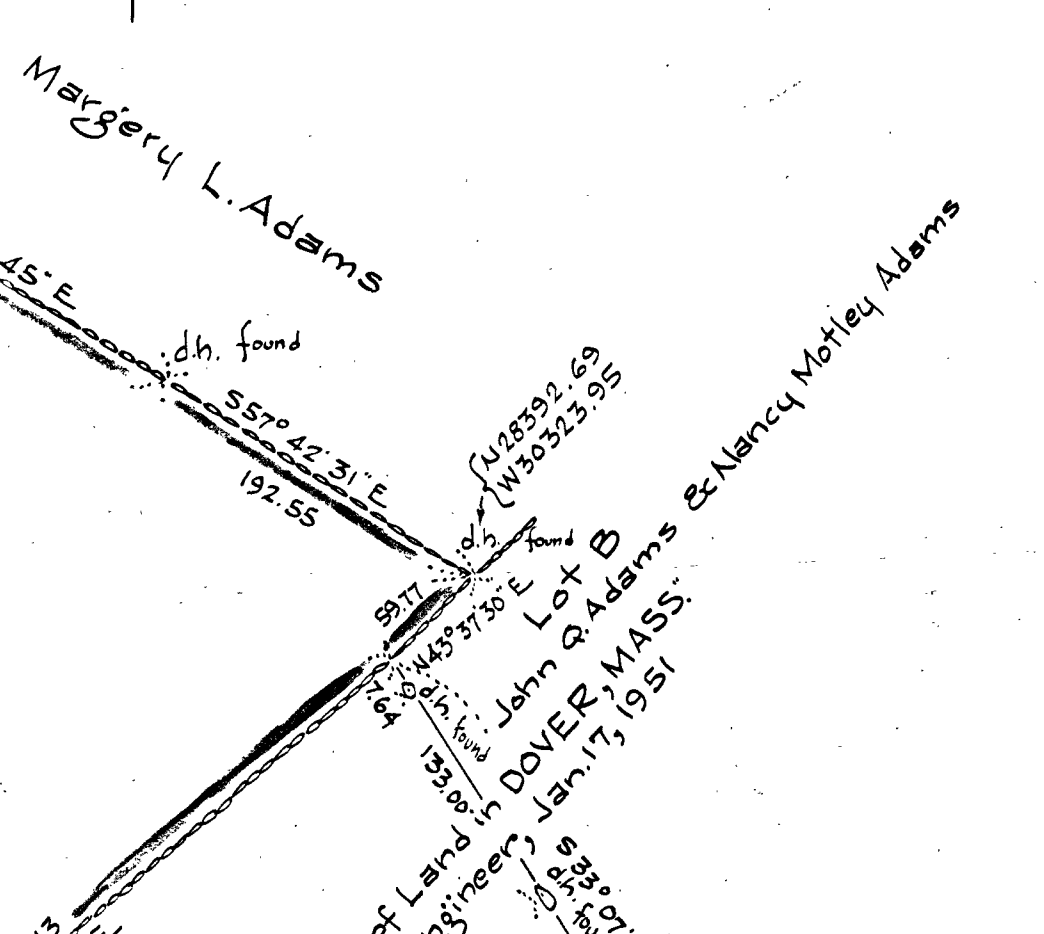 Margery L. Adams
45" E
d.h. found
S57° 42' 31" E
192.55
N28392.69
W30323.95
d.h. found
59.77
N43° 37' 30" E
7.64
d.h. found
133.00
Lot B
John Q. Adams & Nancy Motley Adams
of Land in DOVER, MASS."
gineer, Jan. 17, 1951
S33° 07'
d.h. fou